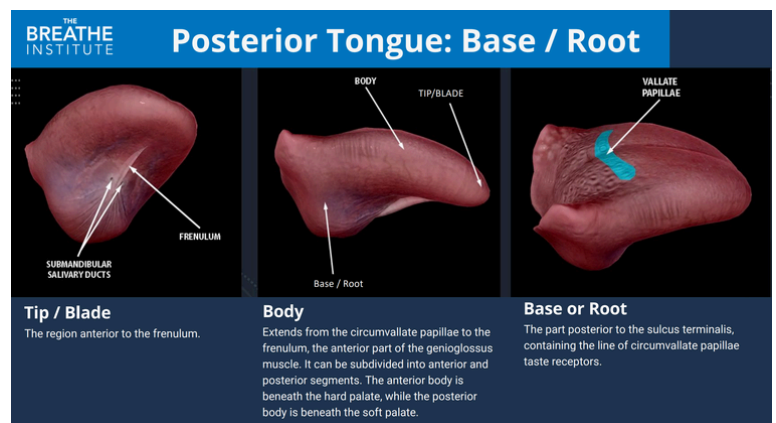 THE
BREATHE
INSTITUTE
Posterior Tongue: Base / Root
SUBMANDIBULAR
SALIVARY DUCTS
FRENULUM
BODY
TIP/BLADE
Base / Root
VALLATE
PAPILLAE
Tip / Blade
The region anterior to the frenulum.
Body
Extends from the circumvallate papillae to the
frenulum, the anterior part of the genioglossus
muscle. It can be subdivided into anterior and
posterior segments. The anterior body is
beneath the hard palate, while the posterior
body is beneath the soft palate.
Base or Root
The part posterior to the sulcus terminalis,
containing the line of circumvallate papillae
taste receptors.